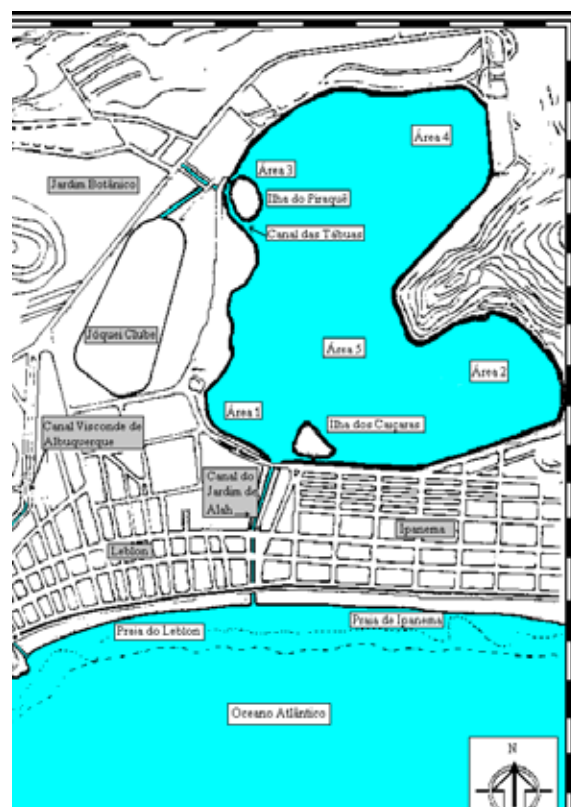 Área 4
Área 3
Jardim Botânico
Ilha do Piraquê
Canal das Tábuas
Jóquei Clube
Área 5
Área 2
Área 1
Ilha dos Caiçaras
Canal Visconde de
Albuquerque
Canal do
Jardim de
Alah
Ipanema
Leblon
Praia do Leblon
Praia de Ipanema
Oceano Atlântico
N